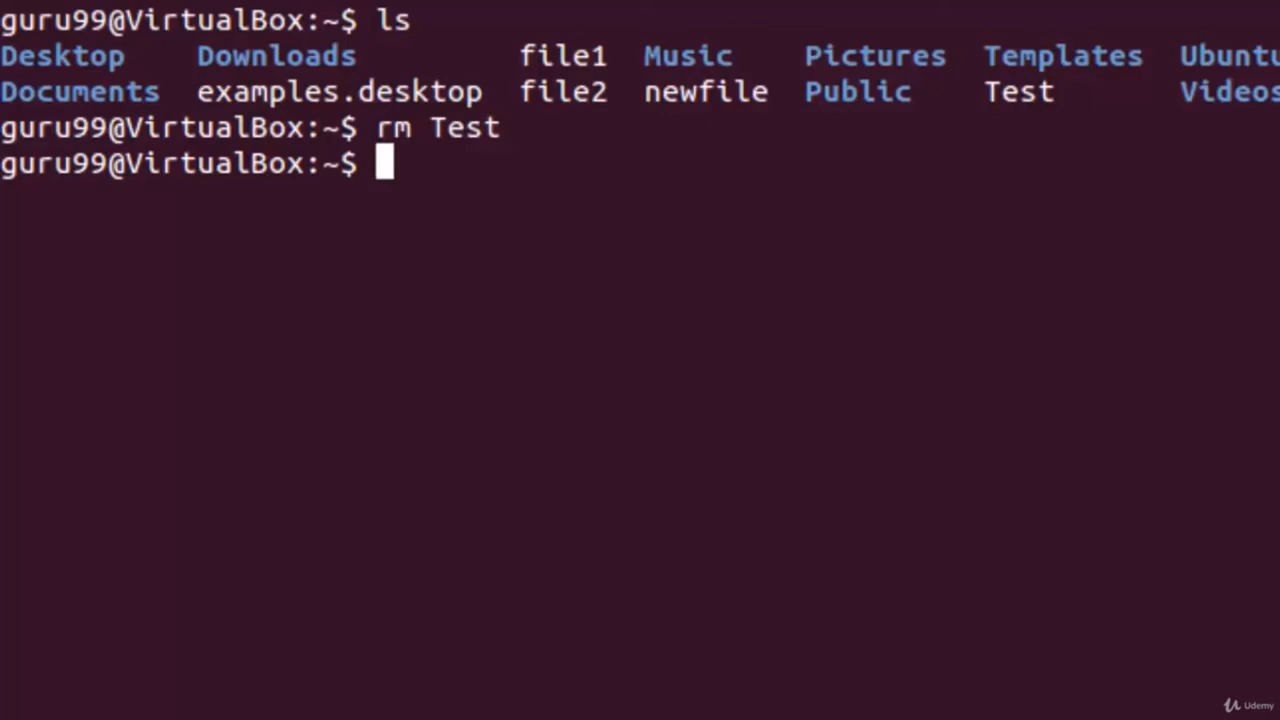 guru99@VirtualBox:~$ ls
Desktop Downloads file1 Music Pictures Templates Ubuntu
Documents examples.desktop file2 newfile Public Test Videos
guru99@VirtualBox:~$ rm Test
guru99@VirtualBox:~$
Udemy